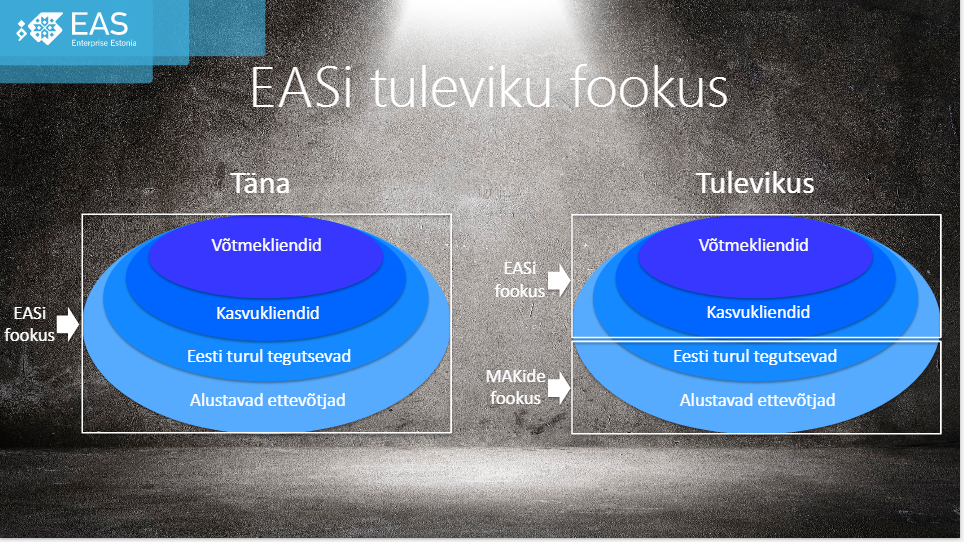 EAS
Enterprise Estonia
EASi tuleviku fookus
Täna
Võtmekliendid
Kasvukliendid
Eesti turul tegutsevad
Alustavad ettevõtjad
EASi
fookus
Tulevikus
Võtmekliendid
Kasvukliendid
Eesti turul tegutsevad
Alustavad ettevõtjad
EASi
fookus
MAKide
fookus